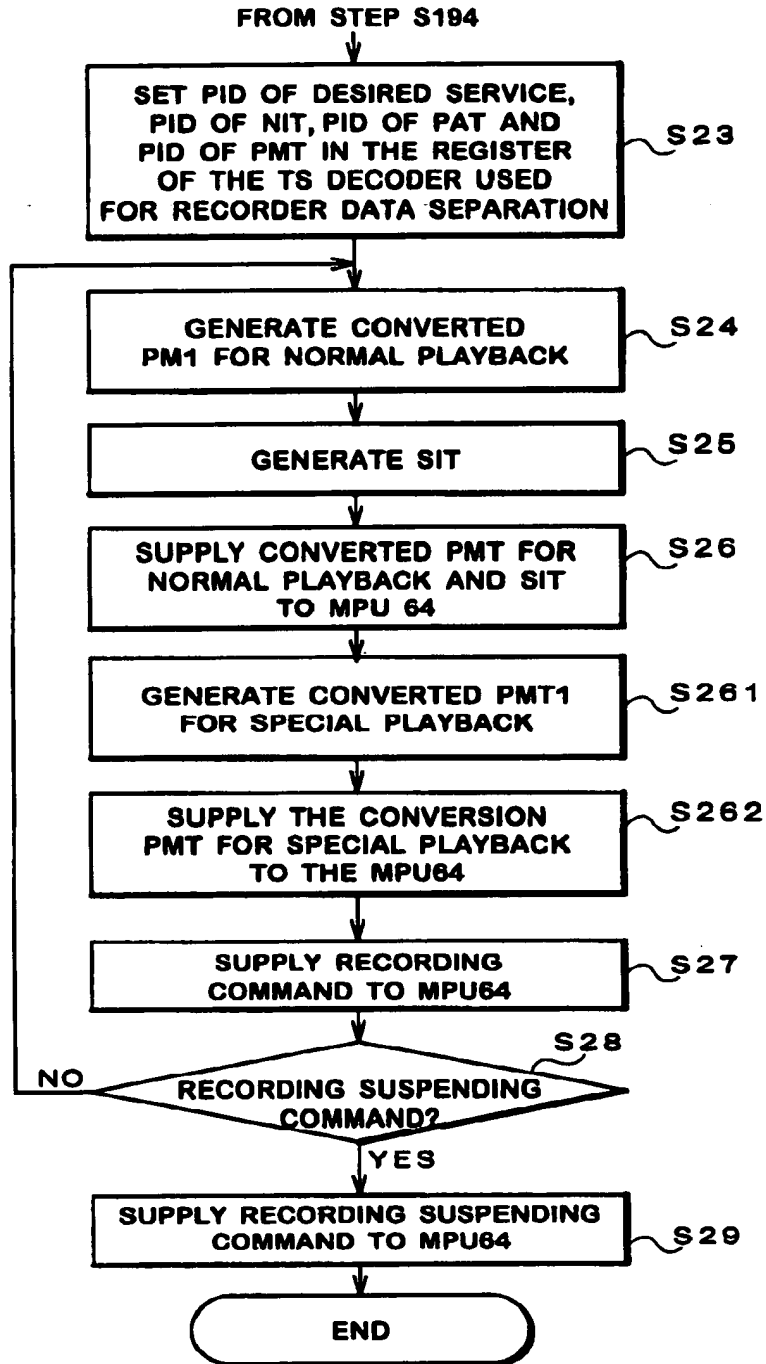 FROM STEP S194
SET PID OF DESIRED SERVICE,
PID OF NIT, PID OF PAT AND
PID OF PMT IN THE REGISTER
OF THE TS DECODER USED
FOR RECORDER DATA SEPARATION
S23
GENERATE CONVERTED
PM1 FOR NORMAL PLAYBACK
S24
GENERATE SIT
S25
SUPPLY CONVERTED PMT FOR
NORMAL PLAYBACK AND SIT
TO MPU 64
S26
GENERATE CONVERTED PMT1
FOR SPECIAL PLAYBACK
S261
SUPPLY THE CONVERSION
PMT FOR SPECIAL PLAYBACK
TO THE MPU64
S262
SUPPLY RECORDING
COMMAND TO MPU64
S27
S28
NO
RECORDING SUSPENDING
COMMAND?
YES
SUPPLY RECORDING SUSPENDING
COMMAND TO MPU64
S29
END